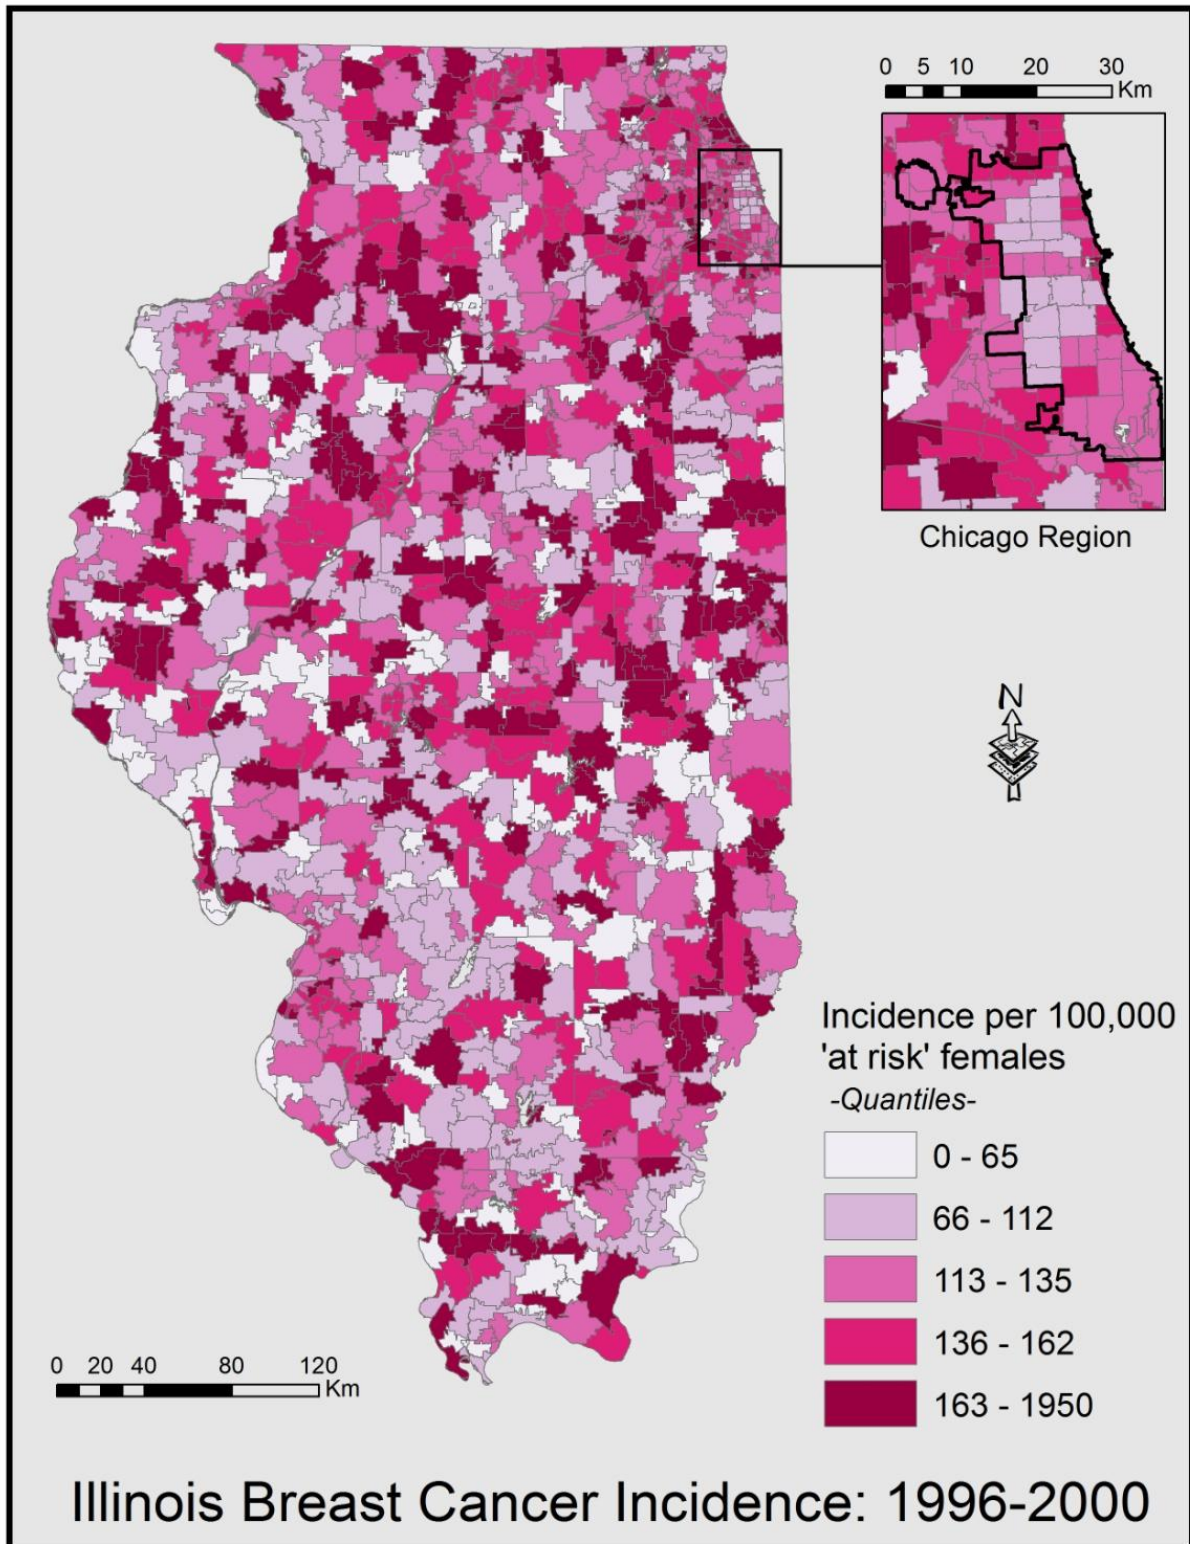 0 5 10 20 30
Km
Chicago Region
N
Incidence per 100,000
'at risk' females
-Quantiles-
0 - 65
66 - 112
113 - 135
136 - 162
163 - 1950
0 20 40 80 120
Km
Illinois Breast Cancer Incidence: 1996-2000